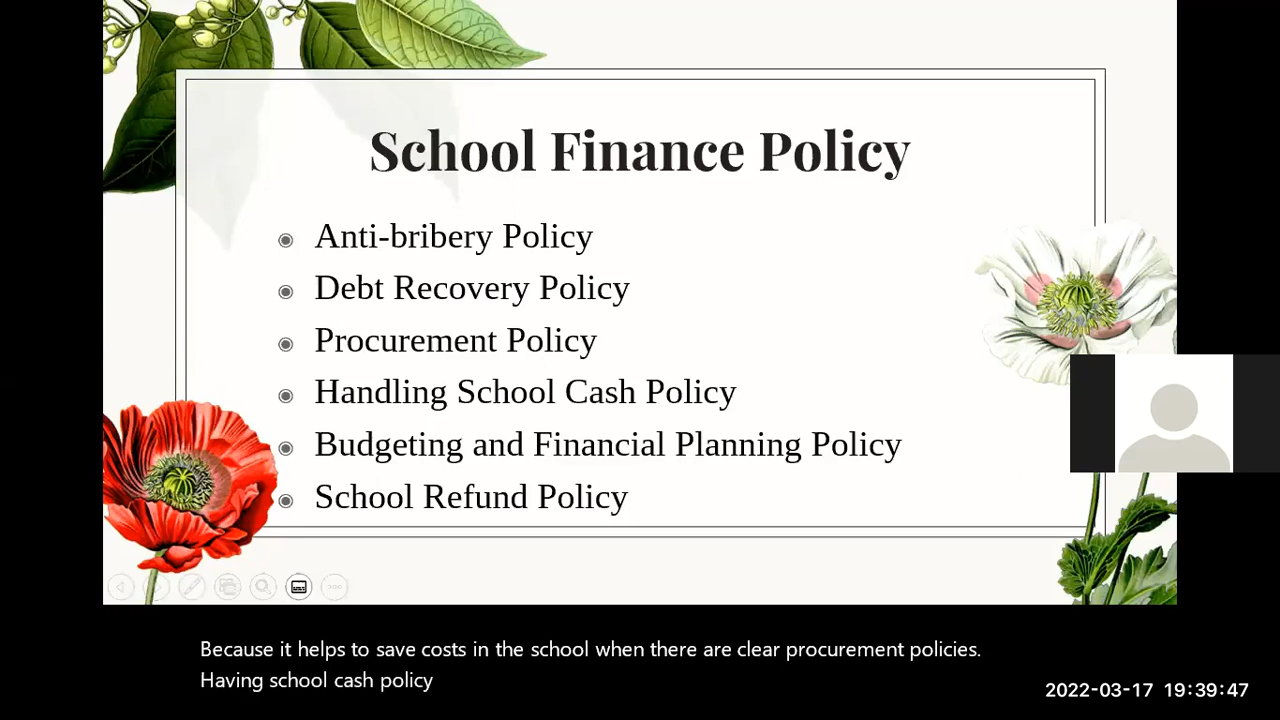 School Finance Policy
Anti-bribery Policy
Debt Recovery Policy
Procurement Policy
Handling School Cash Policy
Budgeting and Financial Planning Policy
School Refund Policy
Because it helps to save costs in the school when there are clear procurement policies.
Having school cash policy
2022-03-17 19:39:47